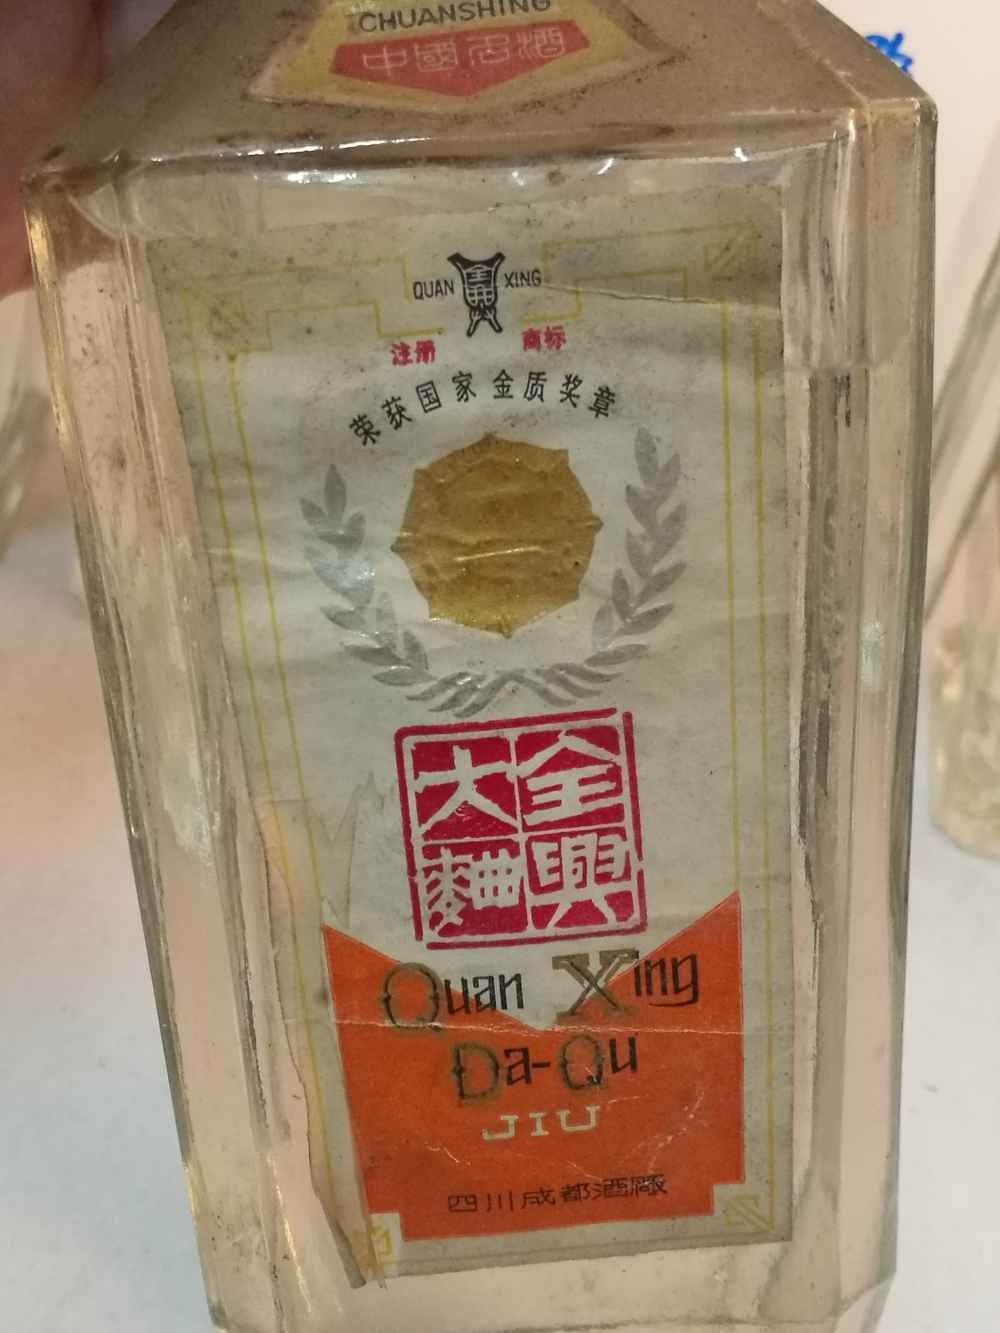 CHUANSHING
中國名酒
QUAN XING
注册 商标
荣获国家金质奖章
全興
大麯
Quan Xing
Da-Qu
JIU
四川成都酒厰